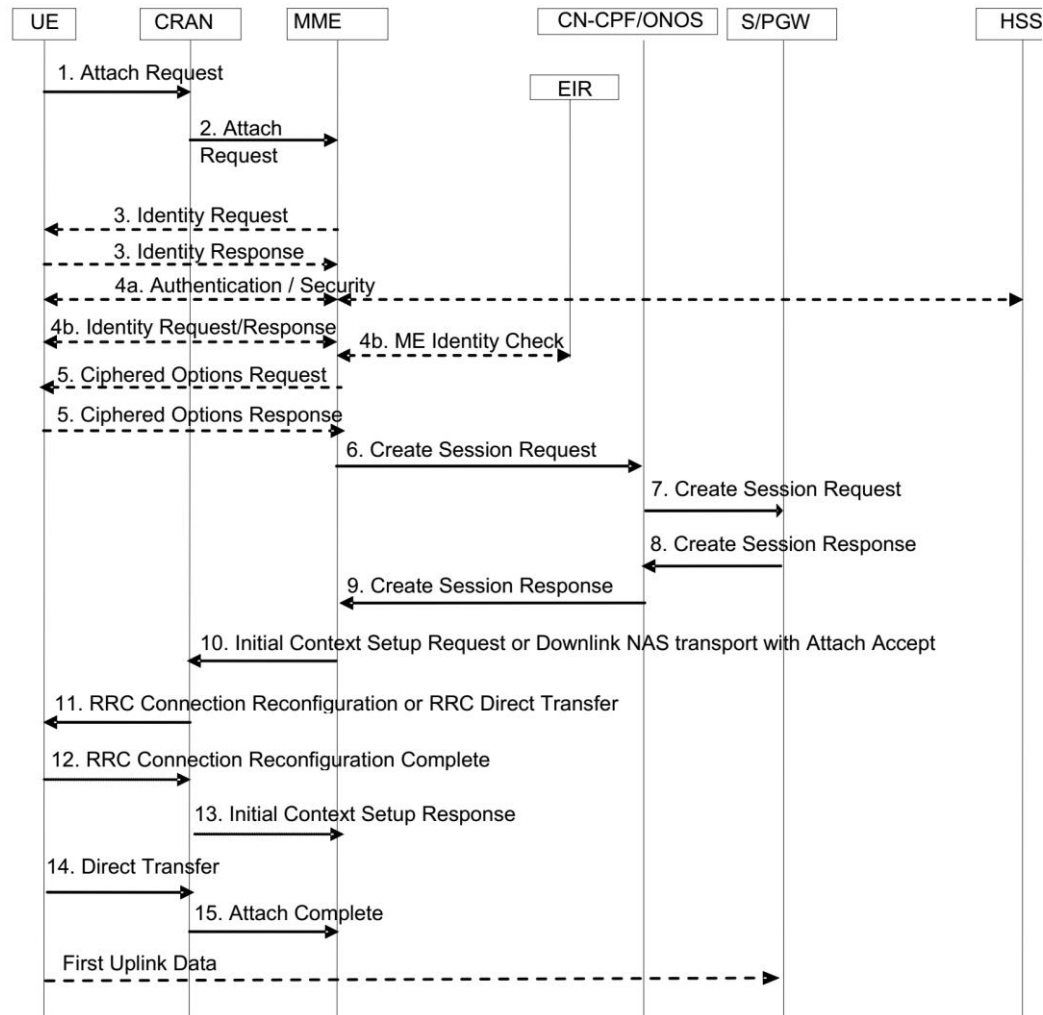 UE
CRAN
MME
CN-CPF/ONOS
S/PGW
HSS
EIR
1. Attach Request
2. Attach
Request
3. Identity Request
3. Identity Response
4a. Authentication / Security
4b. Identity Request/Response
4b. ME Identity Check
5. Ciphered Options Request
5. Ciphered Options Response
6. Create Session Request
7. Create Session Request
8. Create Session Response
9. Create Session Response
10. Initial Context Setup Request or Downlink NAS transport with Attach Accept
11. RRC Connection Reconfiguration or RRC Direct Transfer
12. RRC Connection Reconfiguration Complete
13. Initial Context Setup Response
14. Direct Transfer
15. Attach Complete
First Uplink Data